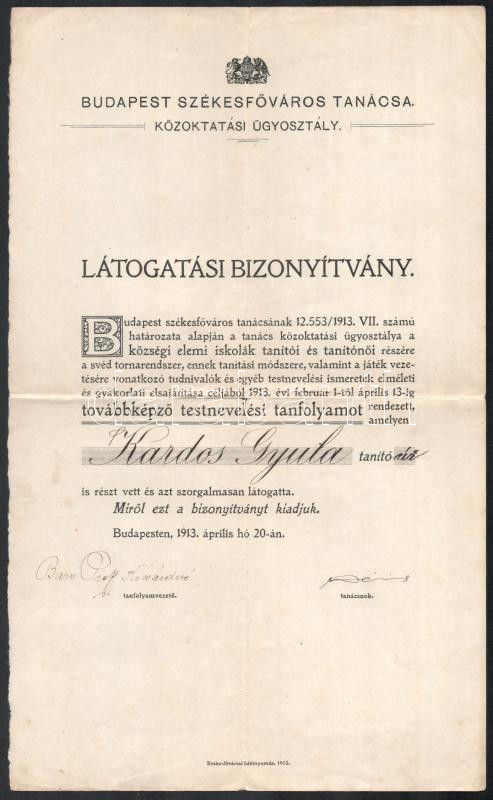 BUDAPEST SZÉKESFŐVÁROS TANÁCSA.
KÖZOKTATÁSI ÜGYOSZTÁLY.
LÁTOGATÁSI BIZONYÍTVÁNY.
Budapest székesfőváros tanácsának 12.553/1913. VII. számú
határozata alapján a tanács közoktatási ügyosztálya a
községi elemi iskolák tanítói és tanítónői részére
a svéd tornarendszer, ennek tanítási módszere, valamint a játék veze-
tésére vonatkozó tudnivalók és egyéb testnevelési ismeretek elméleti
és gyakorlati elsajátítása céljából 1913. évi február 1-től április 13-ig
továbbképző testnevelési tanfolyamot rendezett,
amelyen
Kardos Gyula tanító úr
is részt vett és azt szorgalmasan látogatta.
Miről ezt a bizonyítványt kiadjuk.
Budapesten, 1913. április hó 20-án.
tanfolyamvezető.
tanácsnok.
Székesfővárosi házinyomda. 1913.